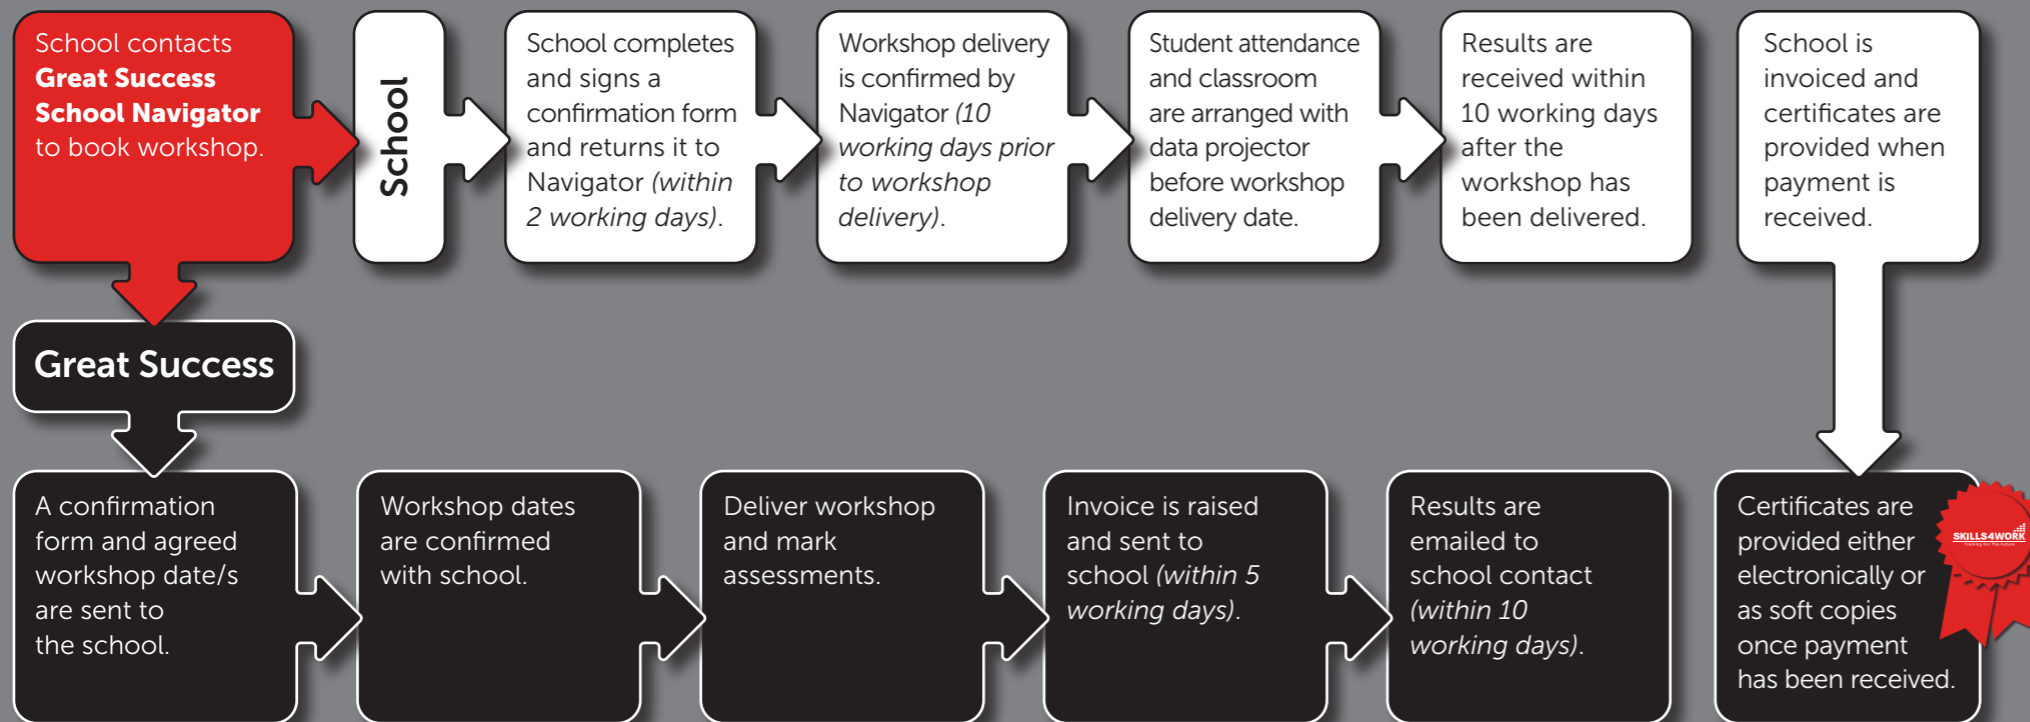 School contacts
Great Success
School Navigator
to book workshop.
School
School completes
and signs a
confirmation form
and returns it to
Navigator (within
2 working days).
Workshop delivery
is confirmed by
Navigator (10
working days prior
to workshop
delivery).
Student attendance
and classroom
are arranged with
data projector
before workshop
delivery date.
Results are
received within
10 working days
after the
workshop has
been delivered.
School is
invoiced and
certificates are
provided when
payment is
received.
Great Success
A confirmation
form and agreed
workshop date/s
are sent to
the school.
Workshop dates
are confirmed
with school.
Deliver workshop
and mark
assessments.
Invoice is raised
and sent to
school (within 5
working days).
Results are
emailed to
school contact
(within 10
working days).
Certificates are
provided either
electronically or
as soft copies
once payment
has been received.
SKILLS4WORK
Training For The Future